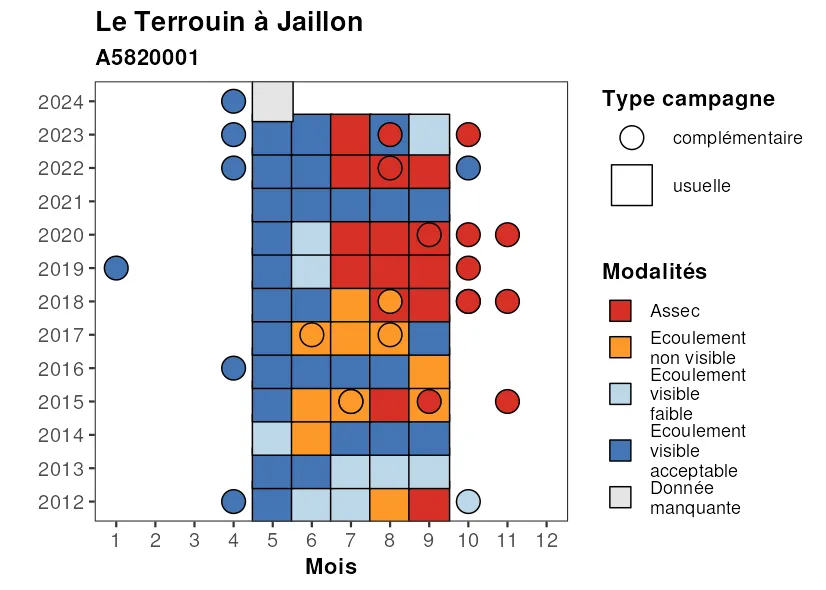 Le Terrouin à Jaillon
A5820001
2024
2023
2022
2021
2020
2019
2018
2017
2016
2015
2014
2013
2012
1 2 3 4 5 6 7 8 9 10 11 12
Mois
Type campagne
complémentaire
usuelle
Modalités
Assec
Ecoulement
non visible
Ecoulement
visible
faible
Ecoulement
visible
acceptable
Donnée
manquante